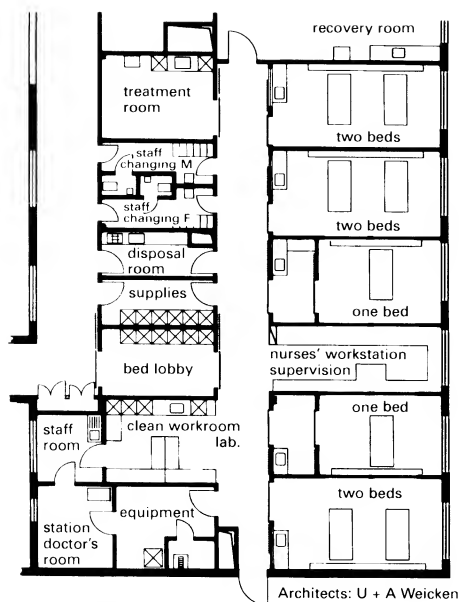 recovery room
treatment
room
two beds
staff
changing M
two beds
staff
changing F
disposal
room
supplies
one bed
bed lobby
nurses' workstation
supervision
staff
room
clean workroom
lab.
one bed
two beds
equipment
station
doctor's
room
Architects: U + A Weicken